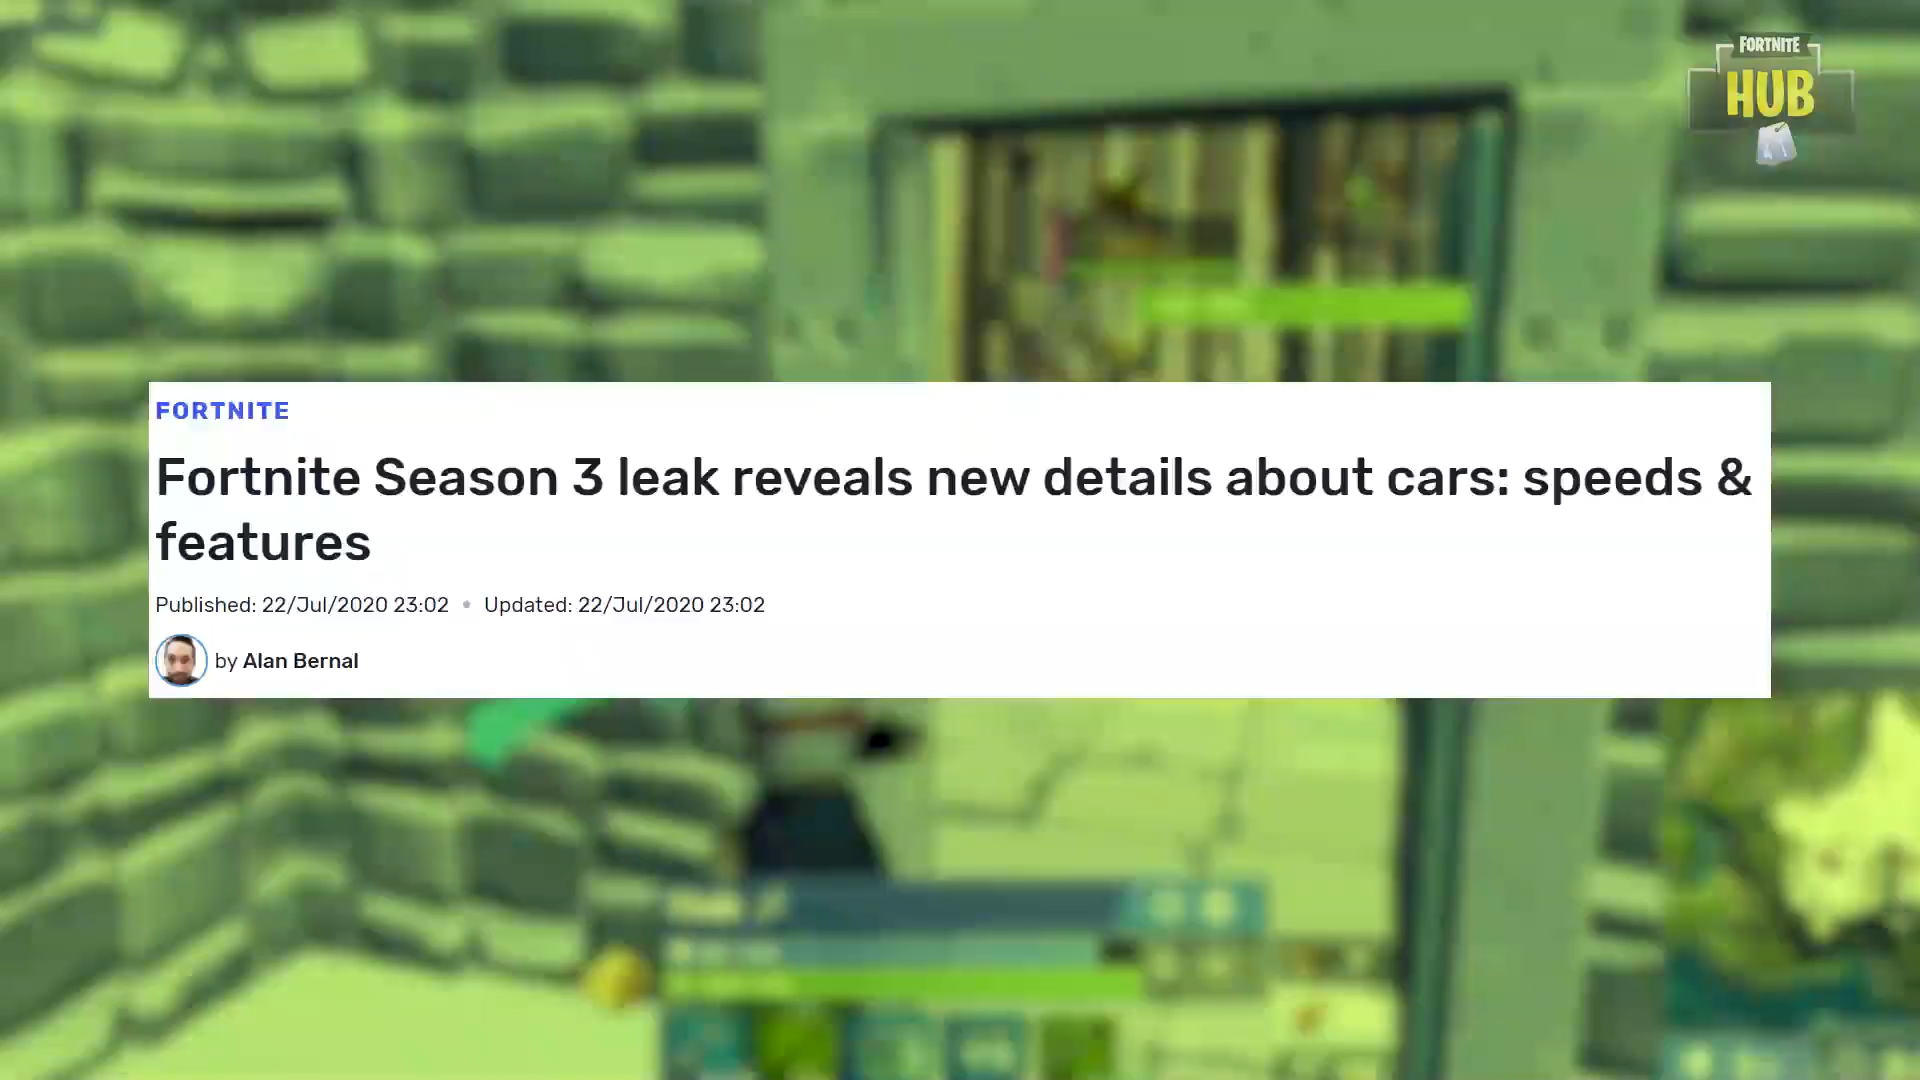 FORTNITE
HUB
FORTNITE
Fortnite Season 3 leak reveals new details about cars: speeds &
features
Published: 22/Jul/2020 23:02 • Updated: 22/Jul/2020 23:02
by Alan Bernal